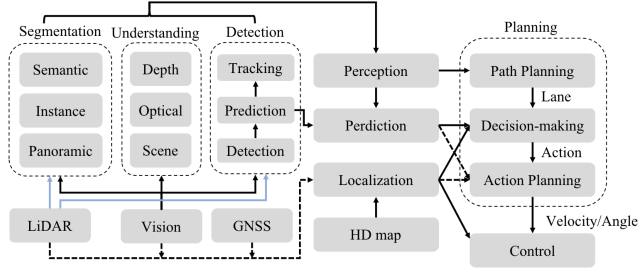 Segmentation
Understanding
Detection
Planning
Semantic
Depth
Tracking
Perception
Path Planning
Lane
Instance
Optical
Prediction
Perdiction
Decision-making
Action
Panoramic
Scene
Detection
Localization
Action Planning
Velocity/Angle
LiDAR
Vision
GNSS
HD map
Control